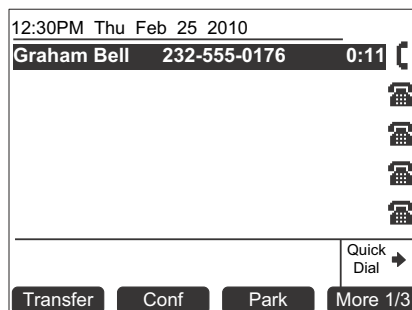 12:30PM Thu Feb 25 2010
Graham Bell 232-555-0176 0:11
Quick
Dial
Transfer Conf Park More 1/3